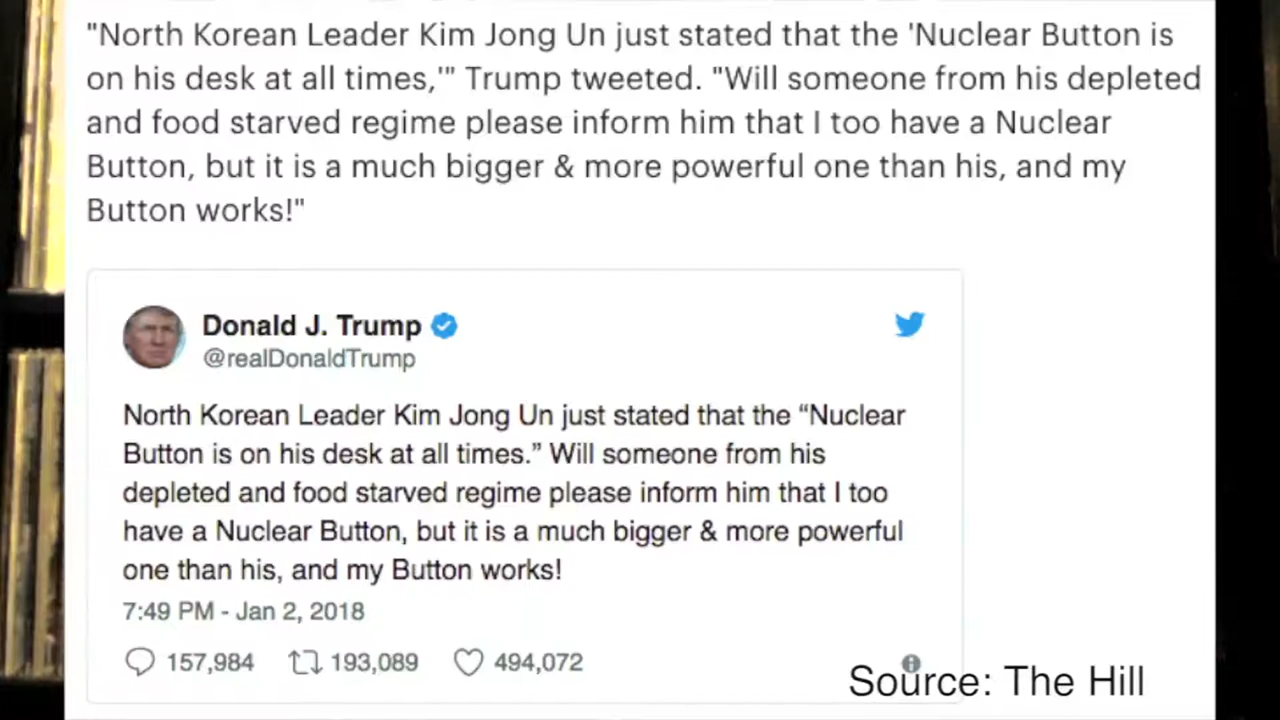 "North Korean Leader Kim Jong Un just stated that the 'Nuclear Button is
on his desk at all times,'" Trump tweeted. "Will someone from his depleted
and food starved regime please inform him that I too have a Nuclear
Button, but it is a much bigger & more powerful one than his, and my
Button works!"
Donald J. Trump
@realDonaldTrump
North Korean Leader Kim Jong Un just stated that the “Nuclear
Button is on his desk at all times.” Will someone from his
depleted and food starved regime please inform him that I too
have a Nuclear Button, but it is a much bigger & more powerful
one than his, and my Button works!
7:49 PM - Jan 2, 2018
157,984 193,089 494,072
Source: The Hill